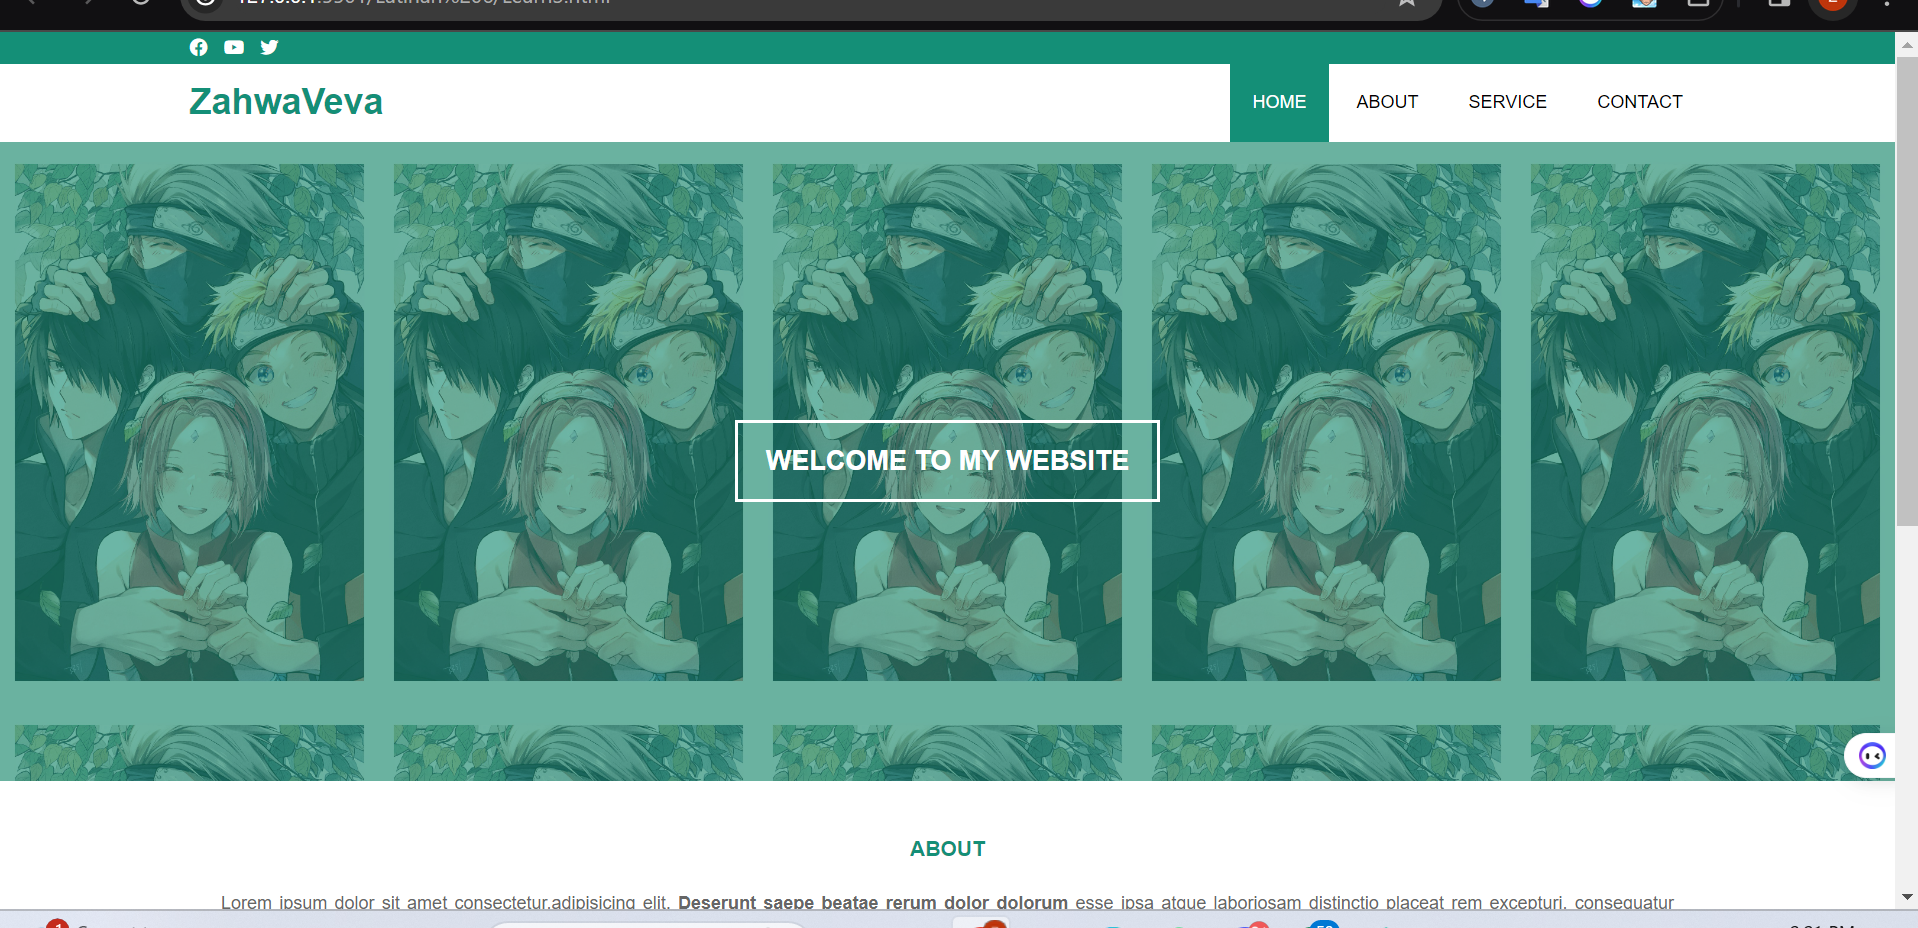 ZahwaVeva
HOME ABOUT SERVICE CONTACT
WELCOME TO MY WEBSITE
ABOUT
Lorem ipsum dolor sit amet consectetur,adipisicing elit. Deserunt saepe beatae rerum dolor dolorum esse ipsa atque laboriosam distinctio placeat rem excepturi, consequatur